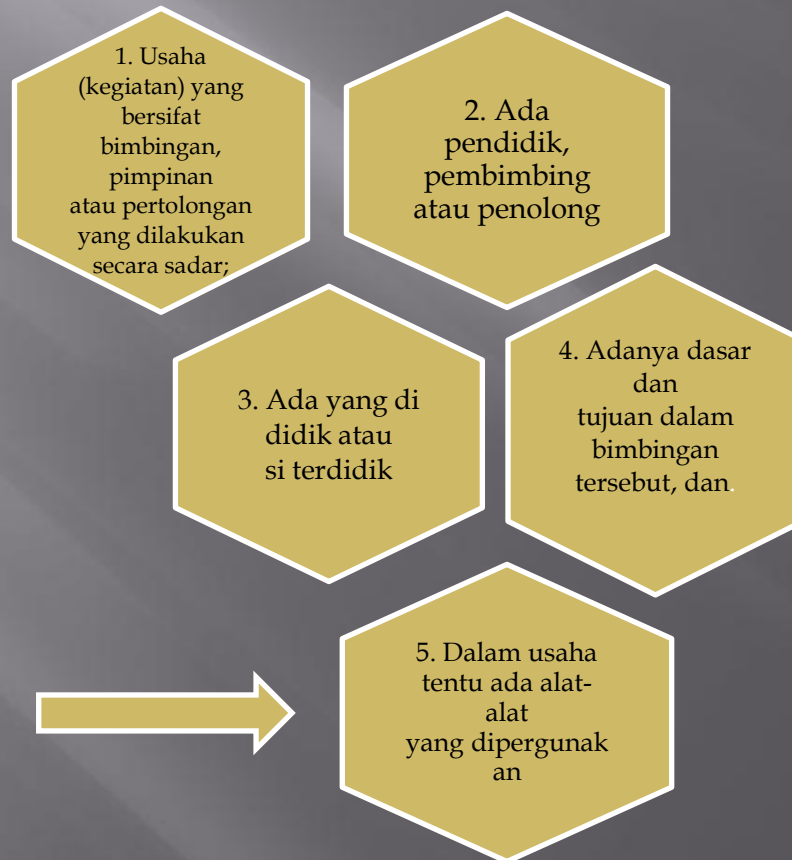 1. Usaha
(kegiatan) yang
bersifat
bimbingan,
pimpinan
atau pertolongan
yang dilakukan
secara sadar;
2. Ada
pendidik,
pembimbing
atau penolong
3. Ada yang di
didik atau
si terdidik
4. Adanya dasar
dan
tujuan dalam
bimbingan
tersebut, dan.
5. Dalam usaha
tentu ada alat-
alat
yang dipergunak
an